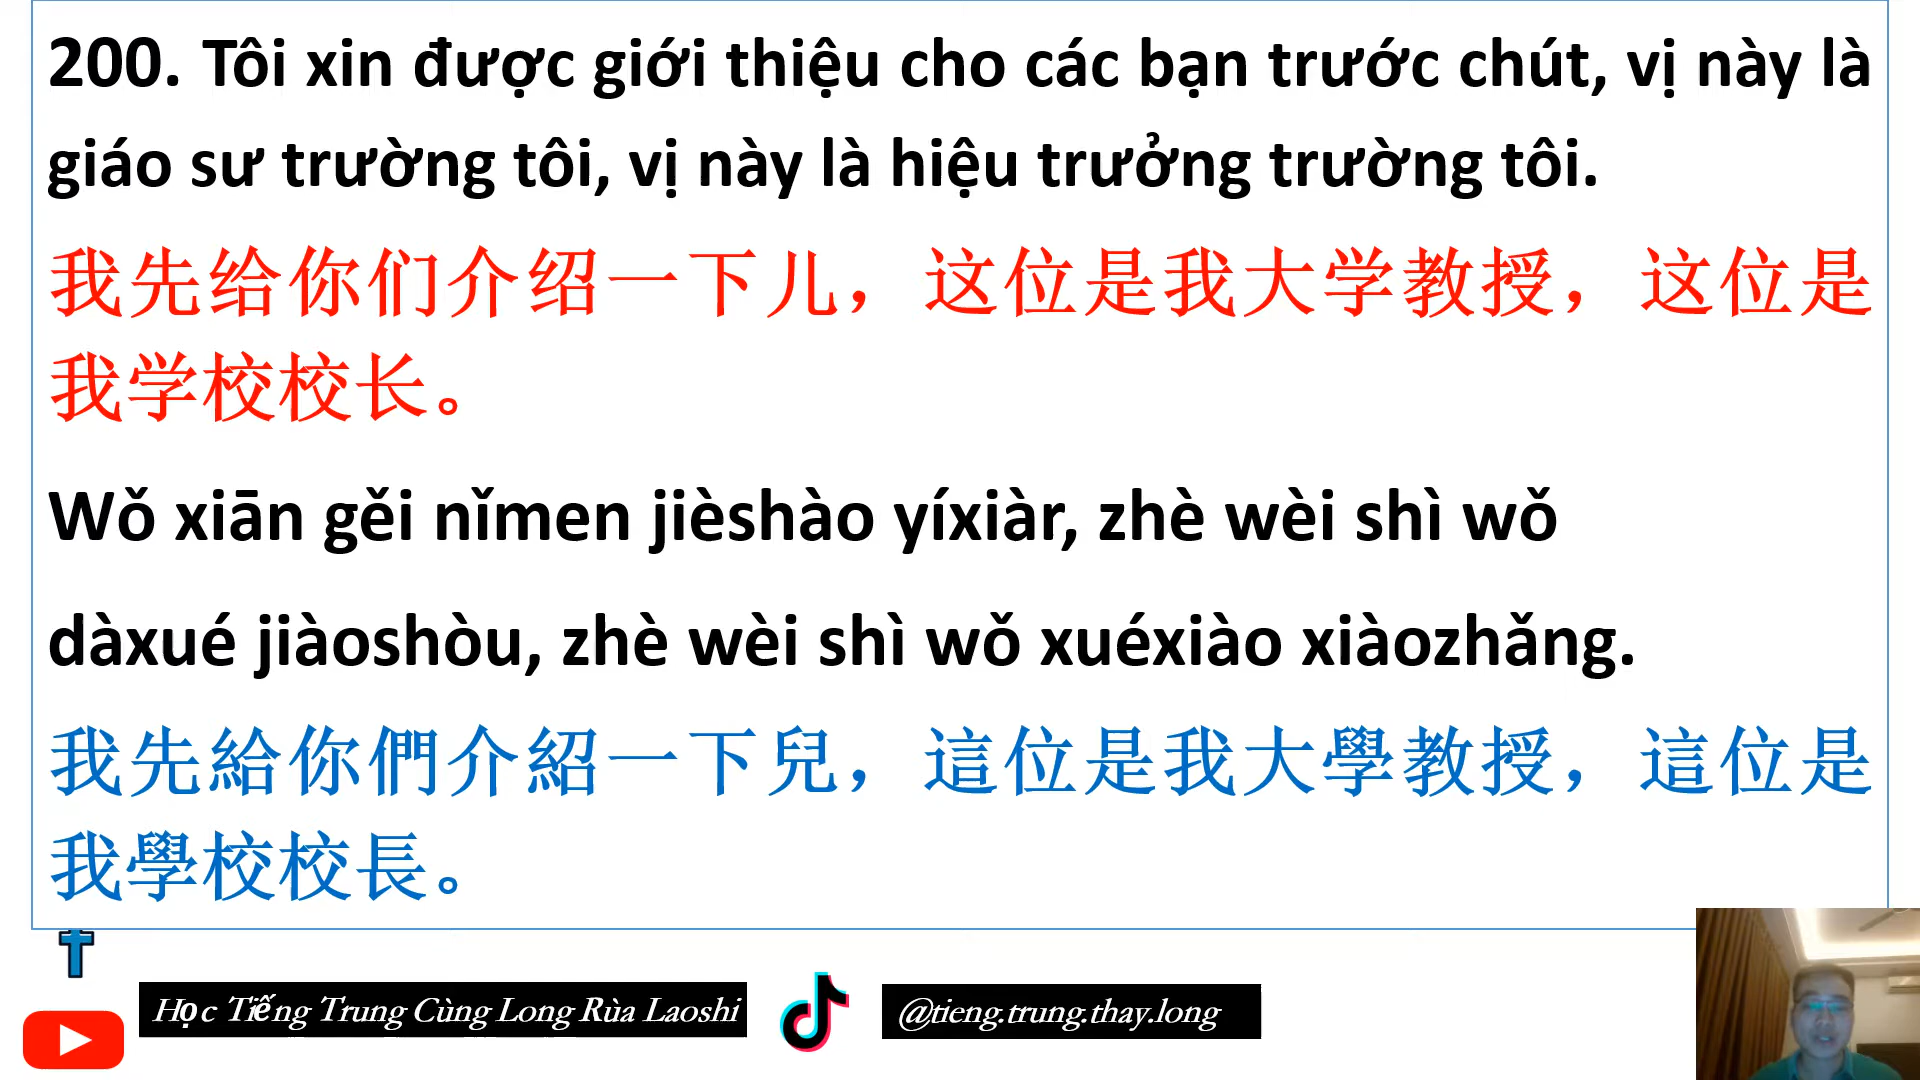 200. Tôi xin được giới thiệu cho các bạn trước chút, vị này là
giáo sư trường tôi, vị này là hiệu trưởng trường tôi.
我先给你们介绍一下儿，这位是我大学教授，这位是
我学校校长。
Wǒ xiān gěi nǐmen jièshào yíxiàr, zhè wèi shì wǒ
dàxué jiàoshòu, zhè wèi shì wǒ xuéxiào xiàozhǎng.
我先給你們介紹一下兒，這位是我大學教授，這位是
我學校校長。
Học Tiếng Trung Cùng Long Rùa Laoshi
@tieng.trung.thay.long